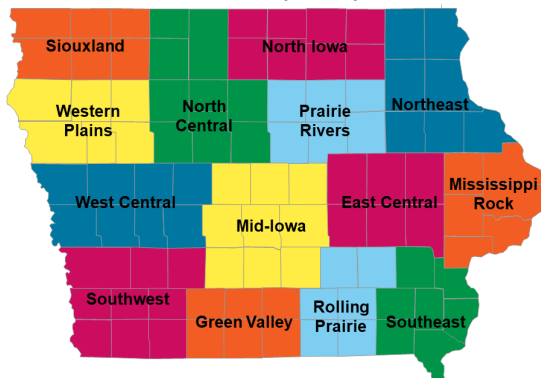 Siouxland
North Iowa
Western
Plains
North
Central
Prairie
Rivers
Northeast
West Central
Mid-Iowa
East Central
Mississippi
Rock
Southwest
Green Valley
Rolling
Prairie
Southeast